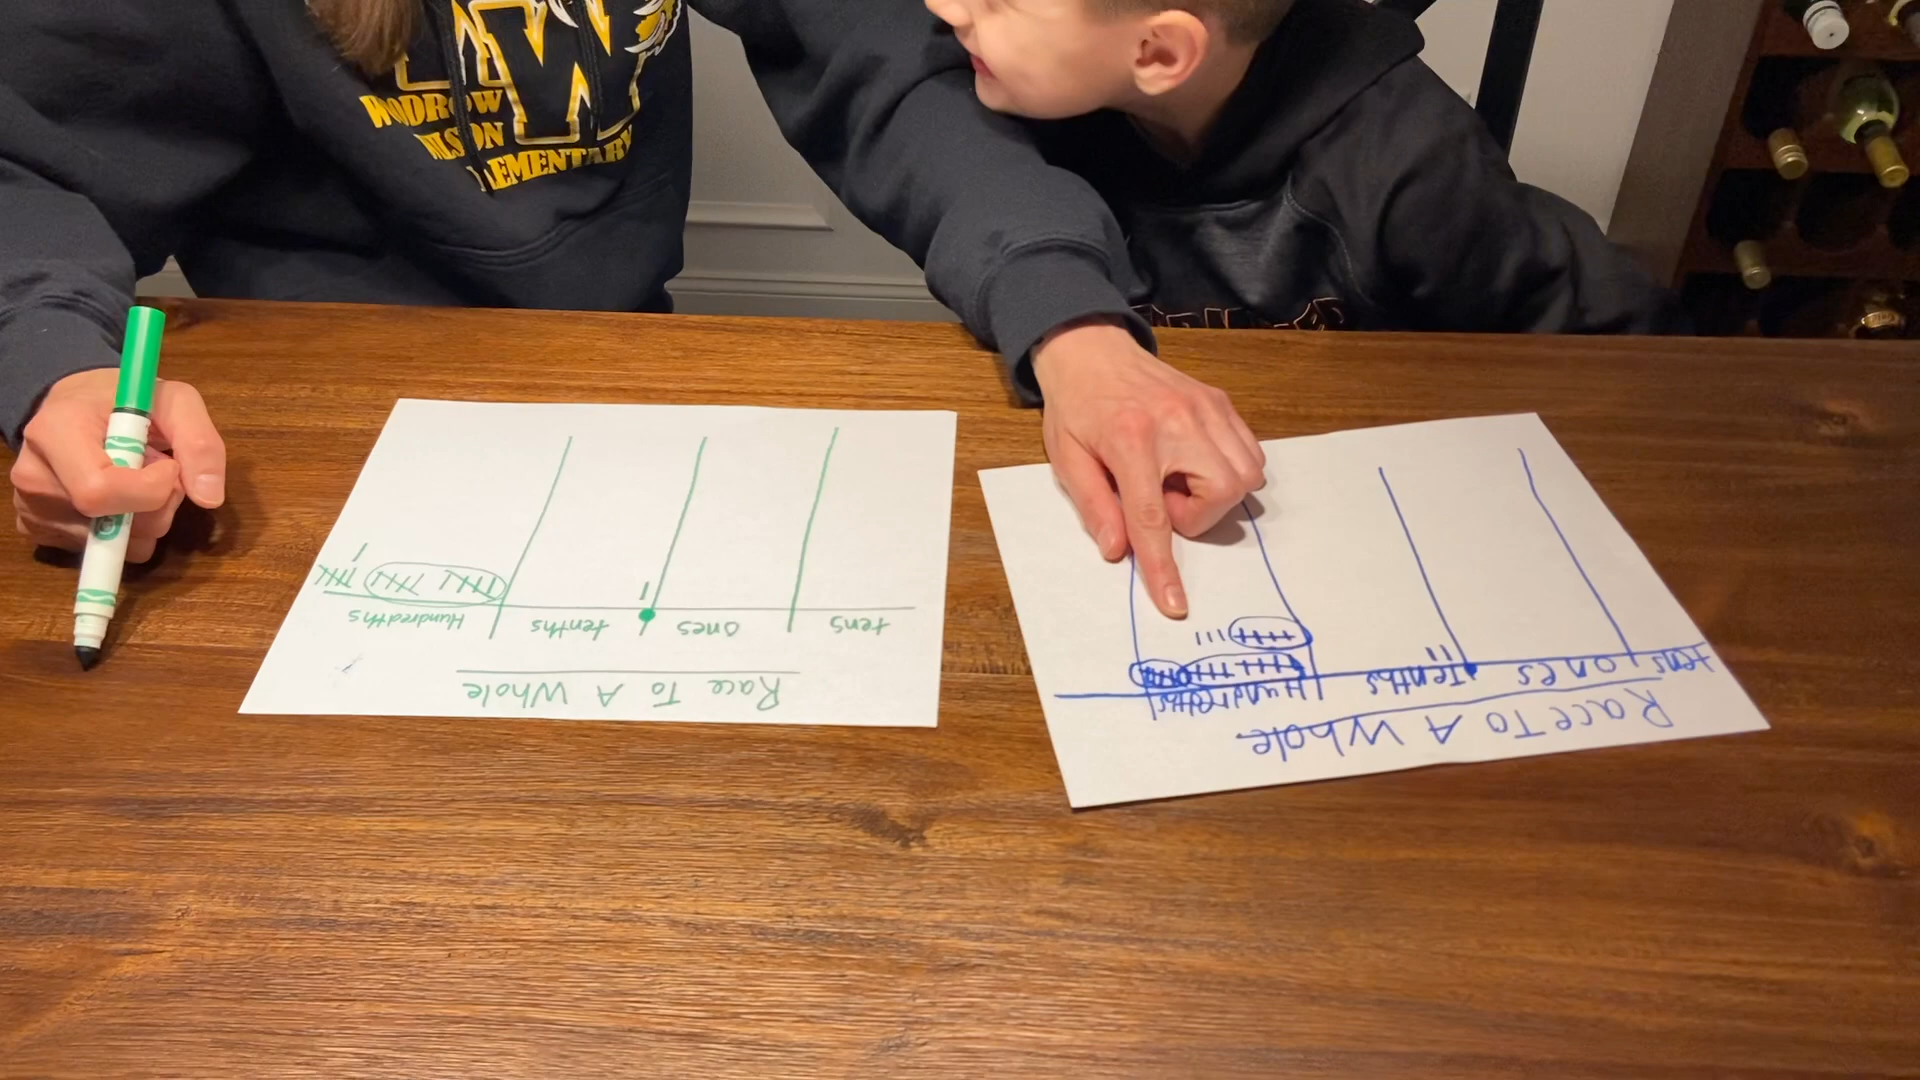 WOODROW
WILSON
ELEMENTARY
Race To A Whole
tens ones tenths Hundredths
Race To A Whole
tens ones Tenths Hundredths